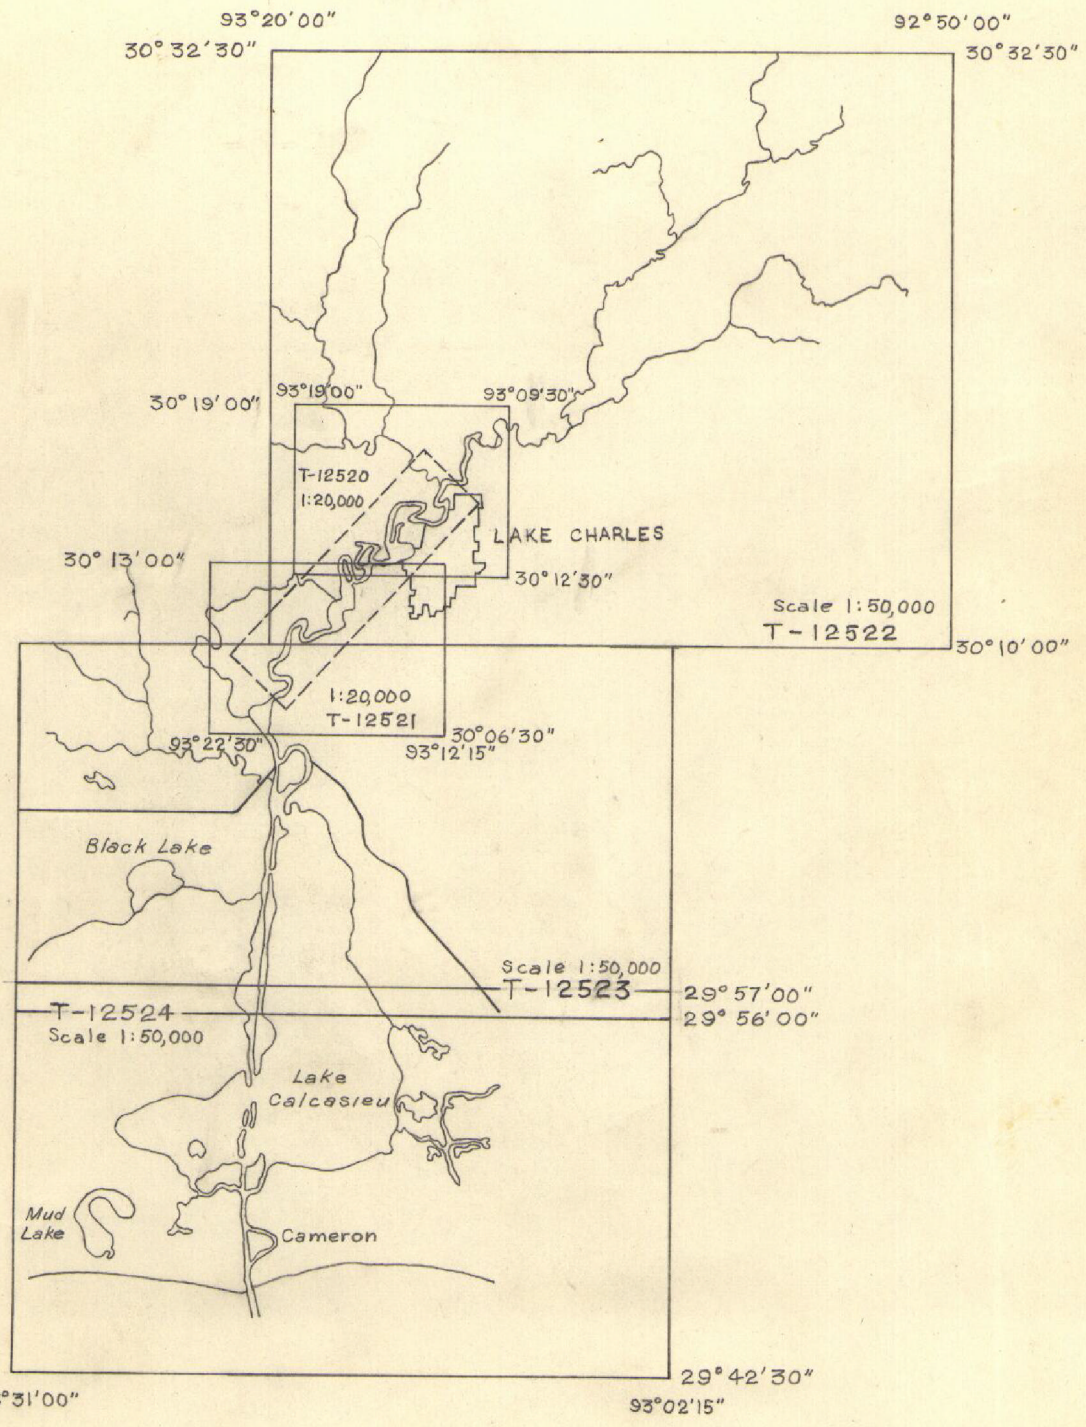 93°20'00" 92°50'00"
30°32'30" 30°32'30"
30°19'00" 93°19'00" 93°09'30"
T-12520
1:20,000
LAKE CHARLES
30°13'00"
30°12'30"
Scale 1:50,000
T-12522
30°10'00"
1:20,000
T-12521
93°22'30" 30°06'30"
93°12'15"
Black Lake
Scale 1:50,000
T-12523 29°57'00"
T-12524 29°56'00"
Scale 1:50,000
Lake
Calcasieu
Mud
Lake
Cameron
29°42'30"
°31'00" 93°02'15"